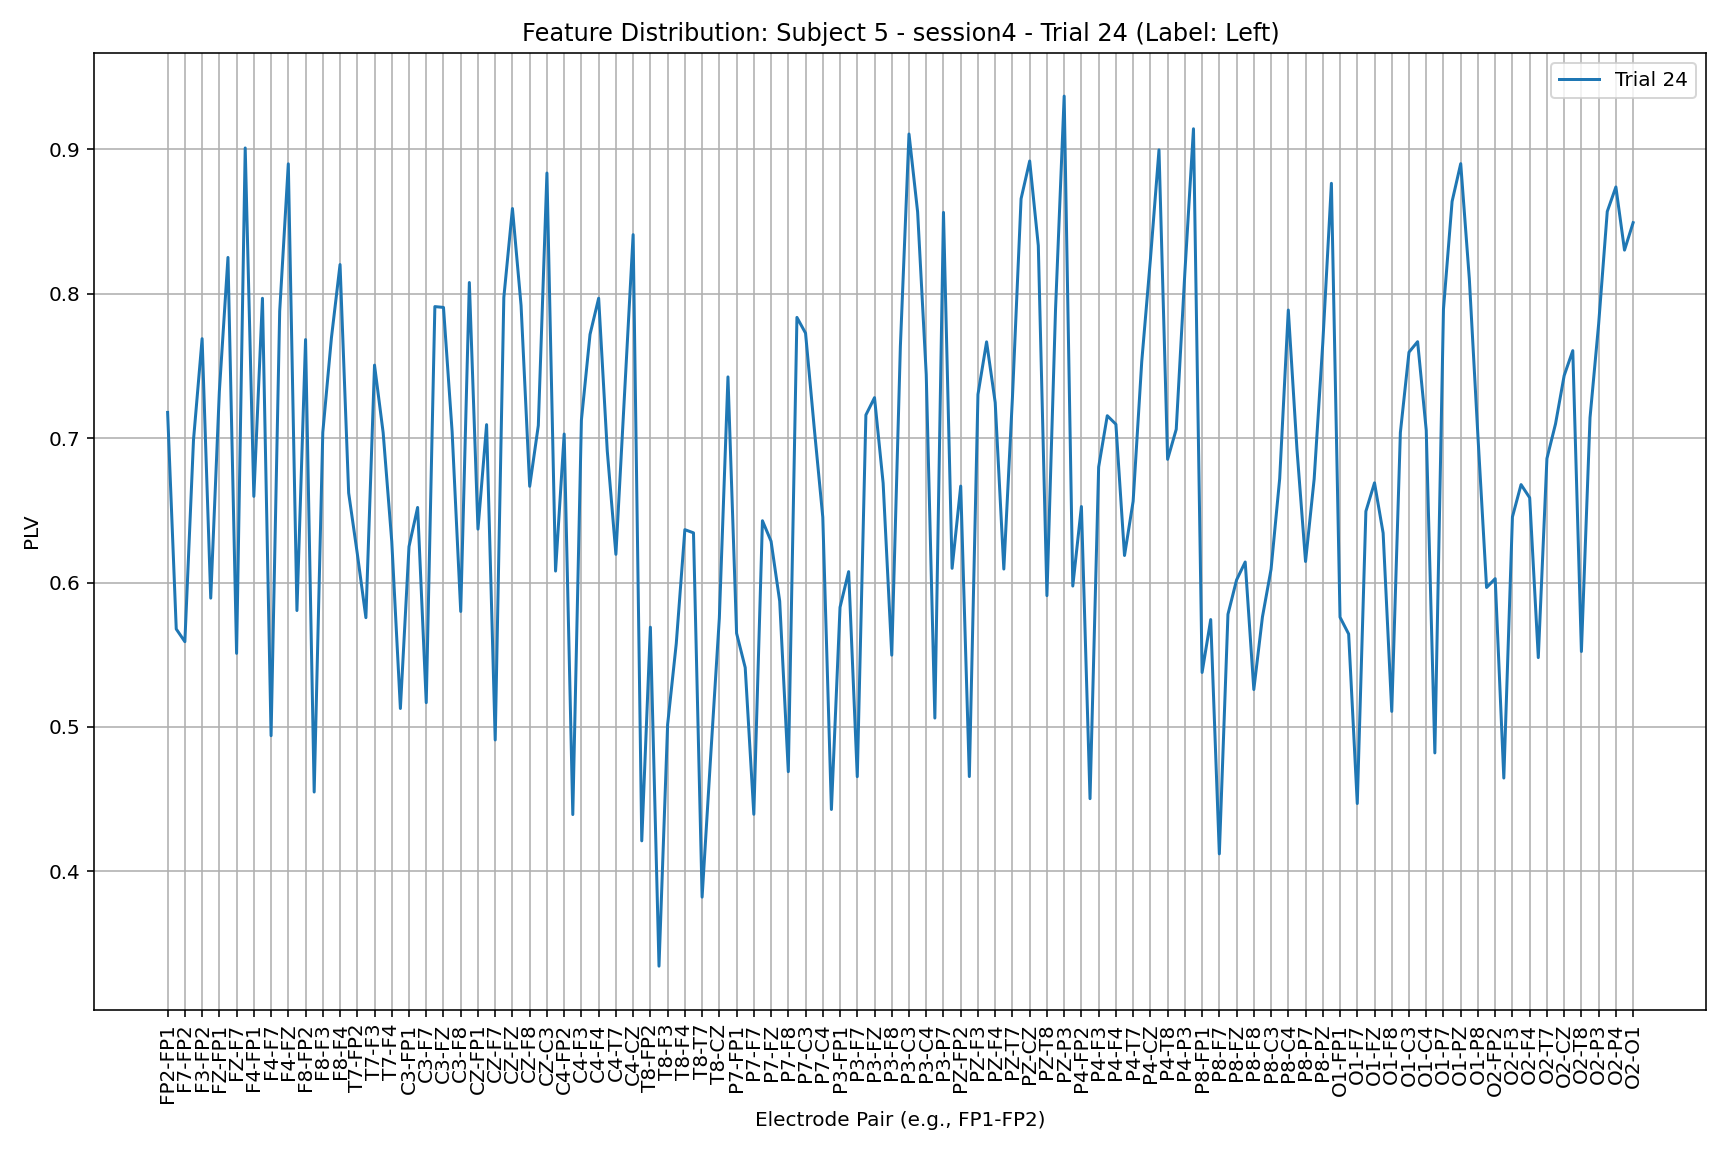 Feature Distribution: Subject 5 - session4 - Trial 24 (Label: Left)
Trial 24
PLV
0.9
0.8
0.7
0.6
0.5
0.4
FP2-FP1
F7-FP2
F3-FP2
FZ-FP1
FZ-F7
F4-FP1
F4-F7
F4-FZ
F8-FP2
F8-F3
F8-F4
T7-FP2
T7-F3
T7-F4
C3-FP1
C3-F7
C3-FZ
C3-F8
CZ-FP1
CZ-F7
CZ-FZ
CZ-F8
CZ-C3
C4-FP2
C4-F3
C4-F4
C4-T7
C4-CZ
T8-FP2
T8-F3
T8-F4
T8-T7
T8-CZ
P7-FP1
P7-F7
P7-FZ
P7-F8
P7-C3
P7-C4
P3-FP1
P3-F7
P3-FZ
P3-F8
P3-C3
P3-C4
P3-P7
PZ-FP2
PZ-F3
PZ-F4
PZ-T7
PZ-CZ
PZ-T8
PZ-P3
P4-FP2
P4-F3
P4-F4
P4-T7
P4-CZ
P4-T8
P4-P3
P8-FP1
P8-F7
P8-FZ
P8-F8
P8-C3
P8-C4
P8-P7
P8-PZ
O1-FP1
O1-F7
O1-FZ
O1-F8
O1-C3
O1-C4
O1-P7
O1-PZ
O1-P8
O2-FP2
O2-F3
O2-F4
O2-T7
O2-CZ
O2-T8
O2-P3
O2-P4
O2-O1
Electrode Pair (e.g., FP1-FP2)